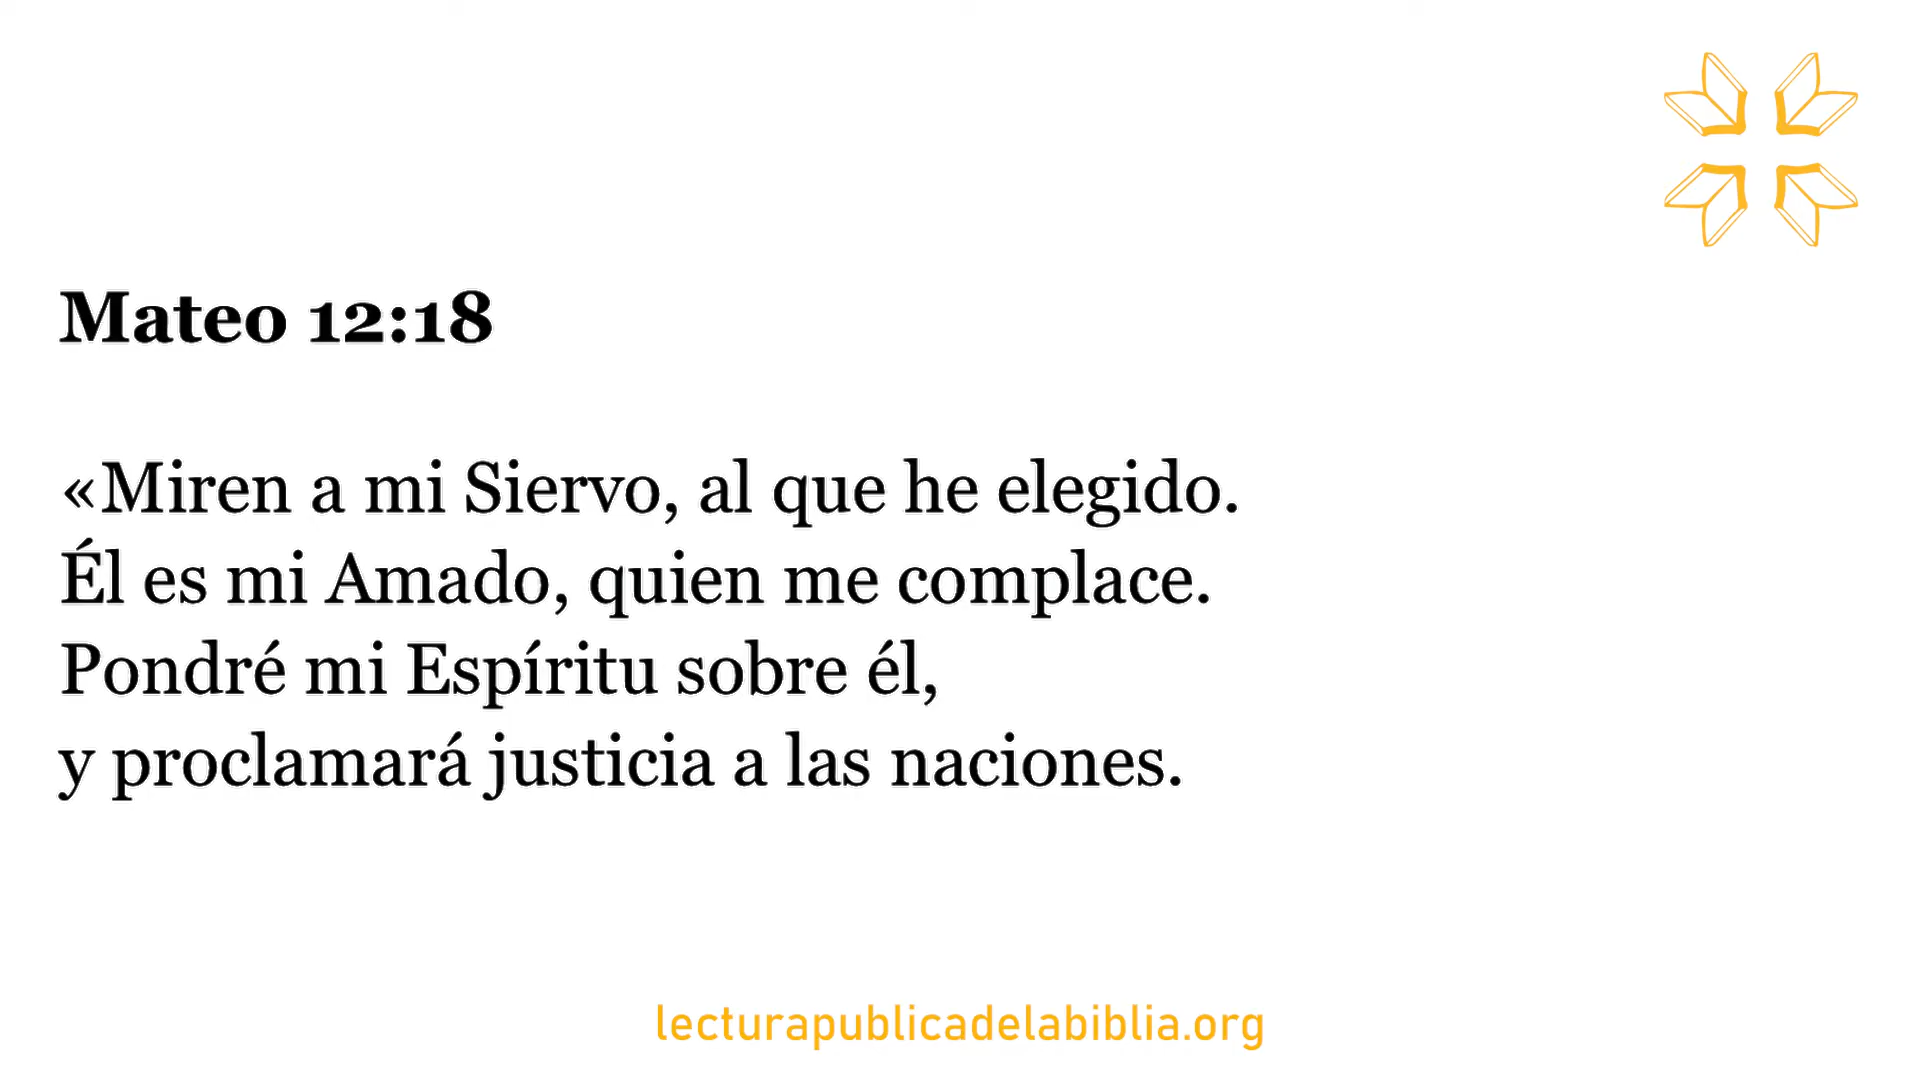 Mateo 12:18
«Miren a mi Siervo, al que he elegido.
Él es mi Amado, quien me complace.
Pondré mi Espíritu sobre él,
y proclamará justicia a las naciones.
lecturapublicadelabiblia.org